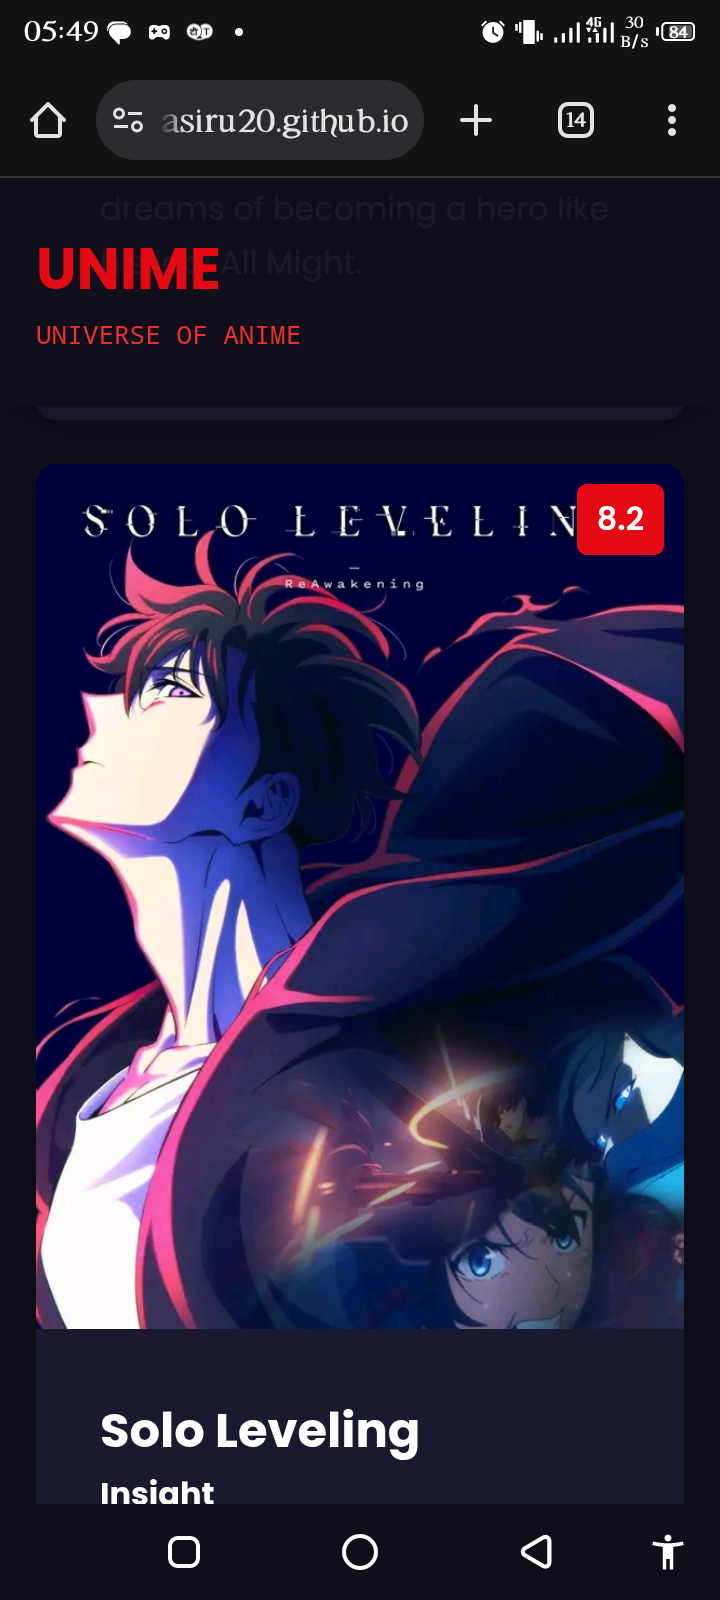 05:49
4G
30
B/s
84
asiru20.github.io
14
dreams of becoming a hero like
All Might.
UNIME
UNIVERSE OF ANIME
SOLO LEVELIN
8.2
ReAwakening
Solo Leveling
Insight